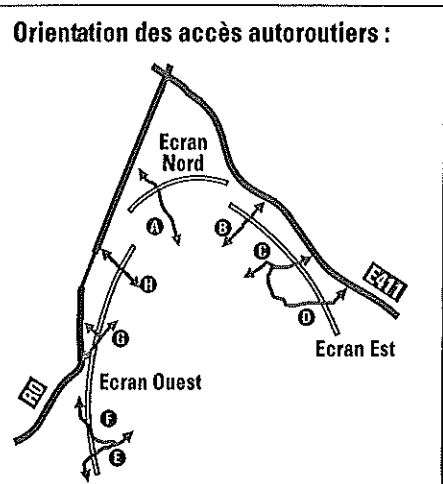 Orientation des accès autoroutiers :
Ecran
Nord
A
B
C
E411
H
D
G
Ecran Est
R0
Ecran Ouest
F
E